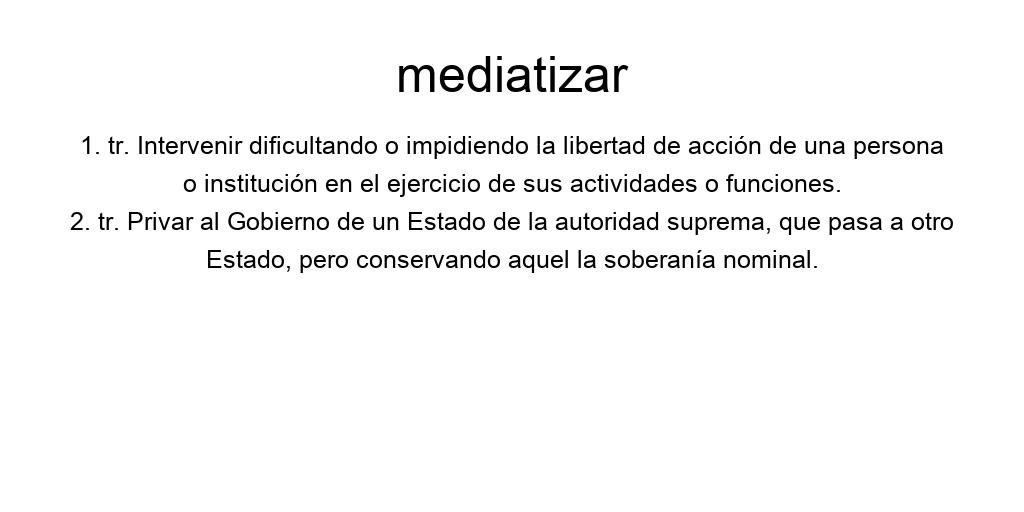 mediatizar
1. tr. Intervenir dificultando o impidiendo la libertad de acción de una persona
o institución en el ejercicio de sus actividades o funciones.
2. tr. Privar al Gobierno de un Estado de la autoridad suprema, que pasa a otro
Estado, pero conservando aquel la soberanía nominal.